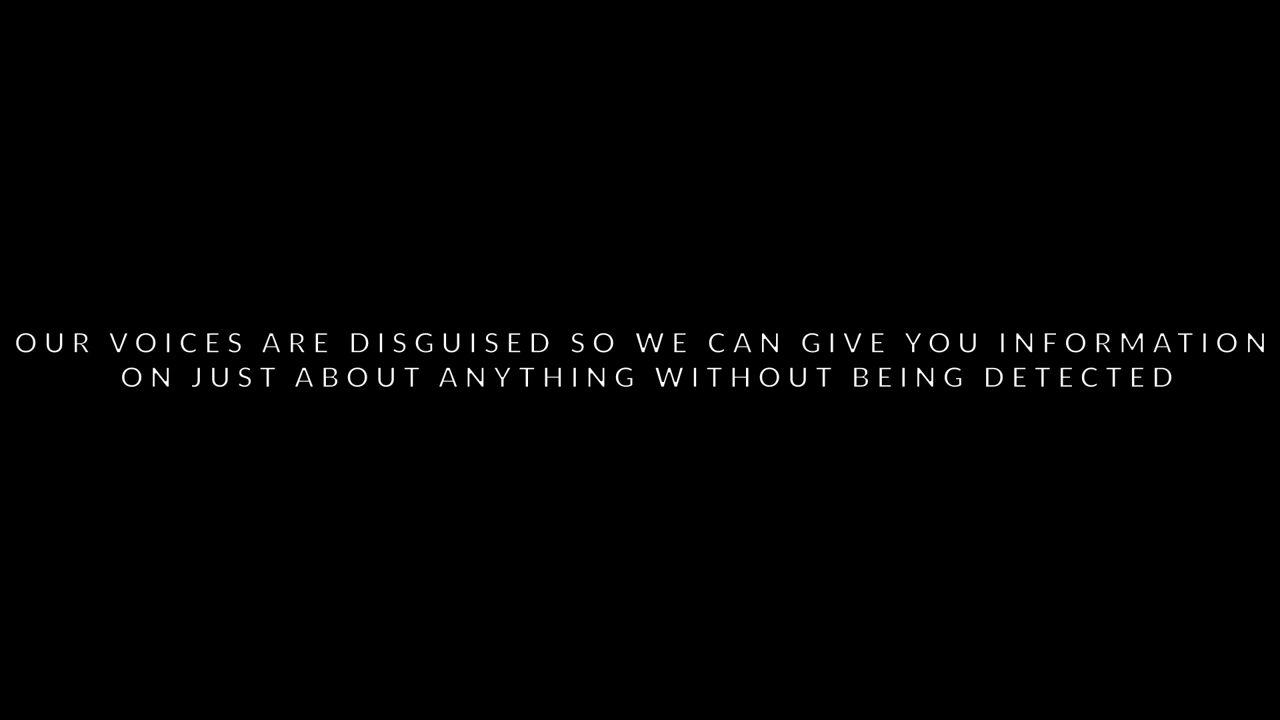 OUR VOICES ARE DISGUISED SO WE CAN GIVE YOU INFORMATION
ON JUST ABOUT ANYTHING WITHOUT BEING DETECTED